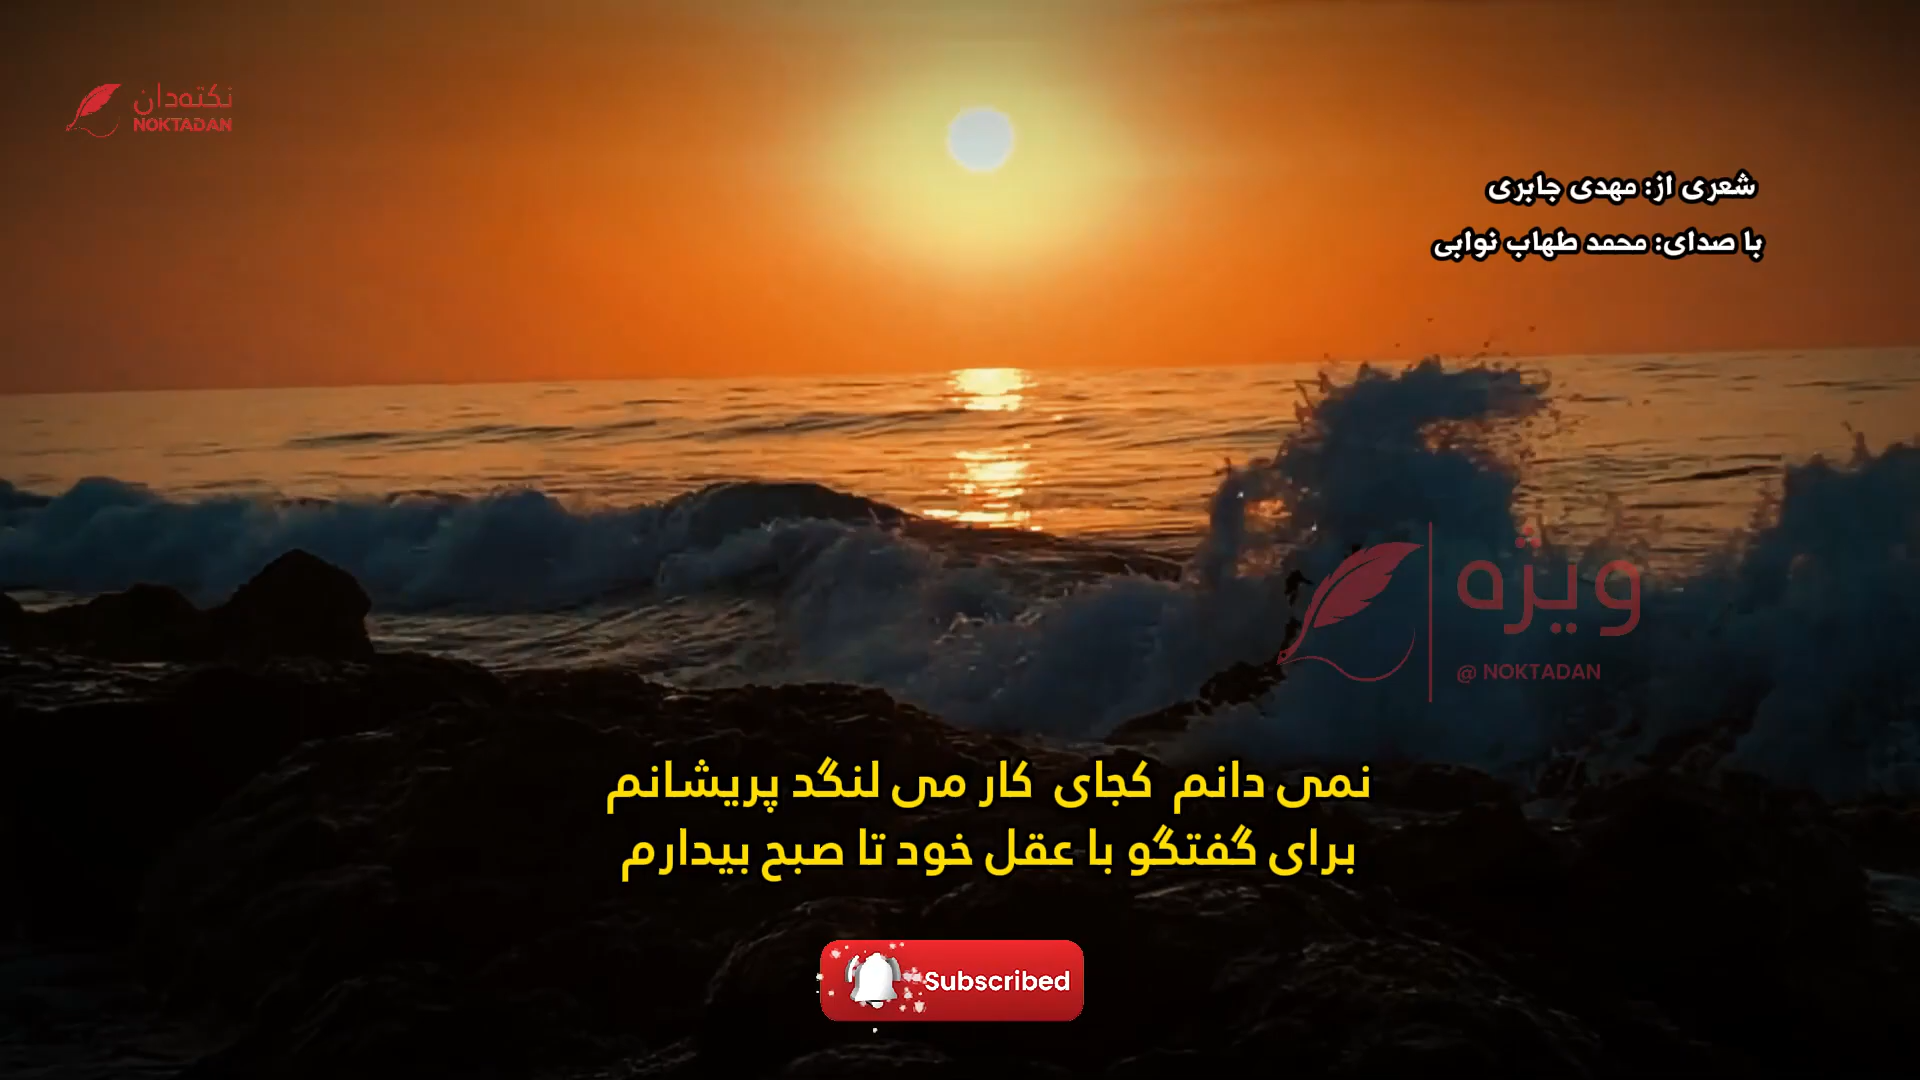 نکته‌دان
NOKTADAN
شعری از: مهدی جابری
با صدای: محمد طهاب نوابی
ویژه
@ NOKTADAN
نمی دانم کجای کار می لنگد پریشانم
برای گفتگو با عقل خود تا صبح بیدارم
Subscribed